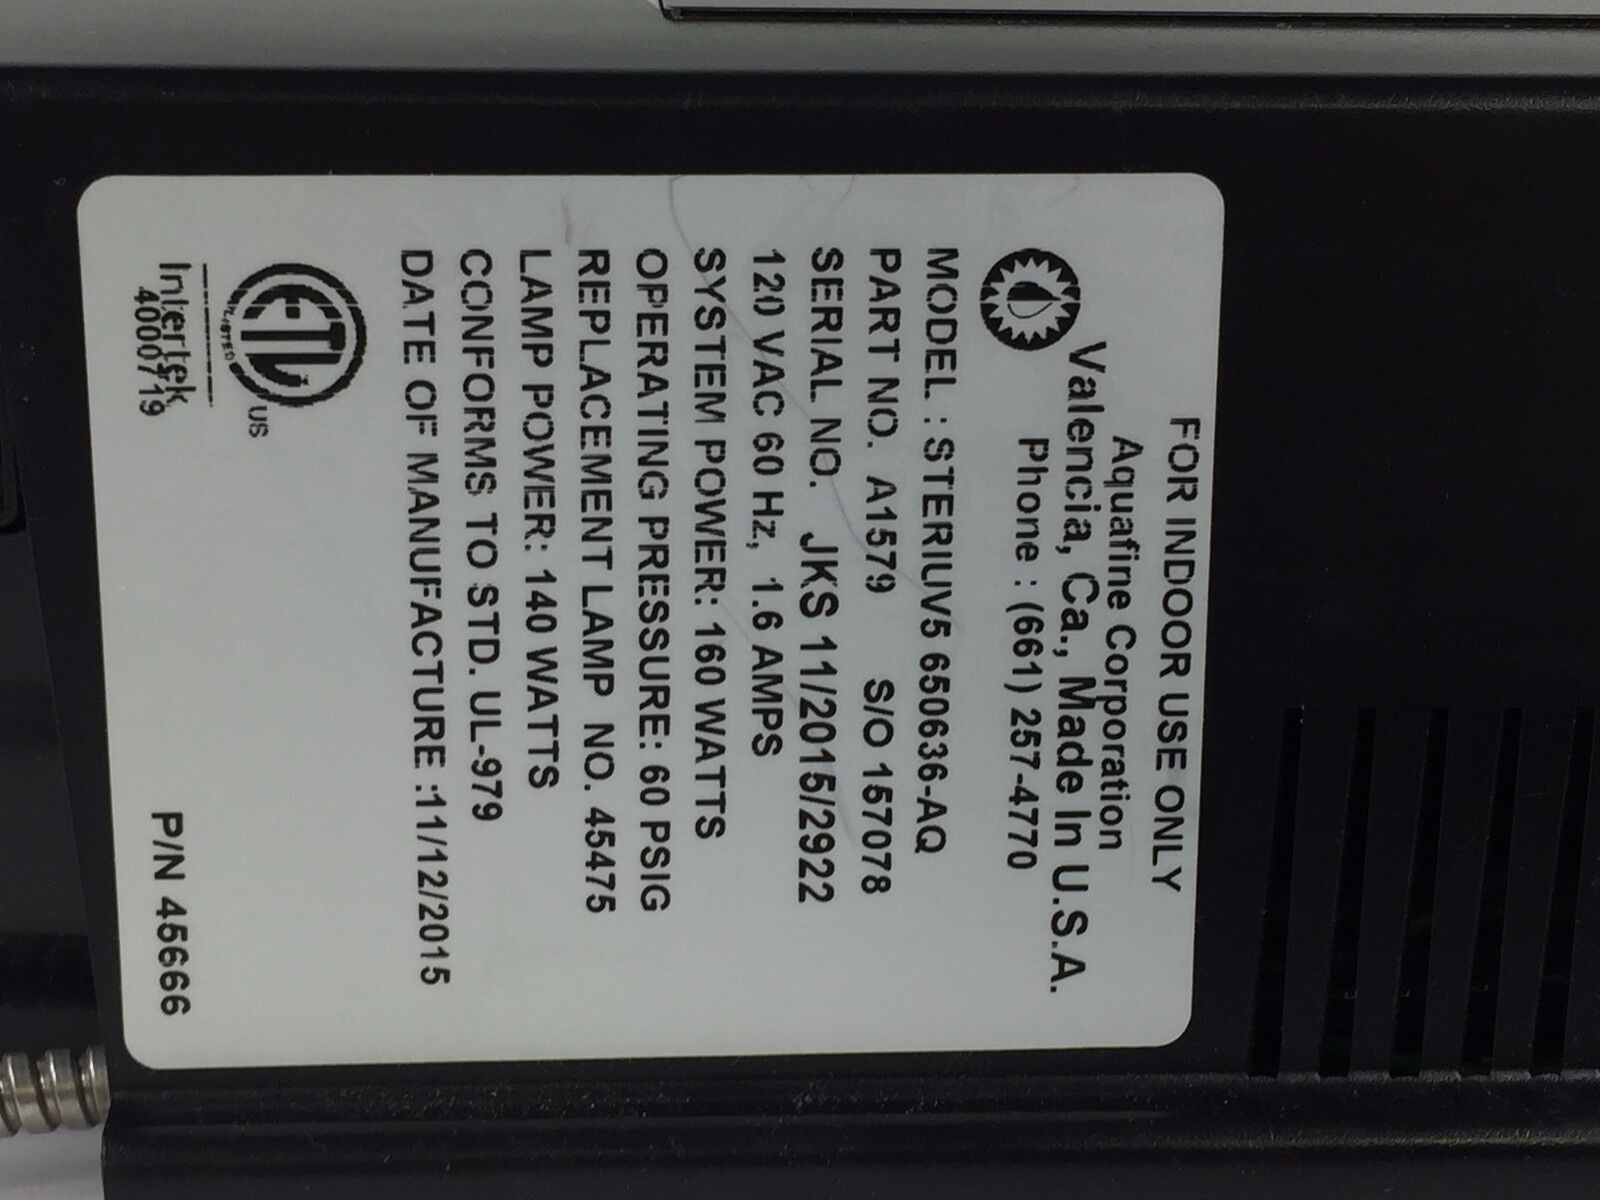 FOR INDOOR USE ONLY
Aquafine Corporation
Valencia, Ca., Made In U.S.A.
Phone : (661) 257-4770
MODEL : STERIUV5 650636-AQ
PART NO. A1579 S/O 157078
SERIAL NO. JKS 11/2015/2922
120 VAC 60 Hz, 1.6 AMPS
SYSTEM POWER: 160 WATTS
OPERATING PRESSURE: 60 PSIG
REPLACEMENT LAMP NO. 45475
LAMP POWER: 140 WATTS
CONFORMS TO STD. UL-979
DATE OF MANUFACTURE :11/12/2015
ETL
LISTED
US
Intertek
4000719
P/N 45666